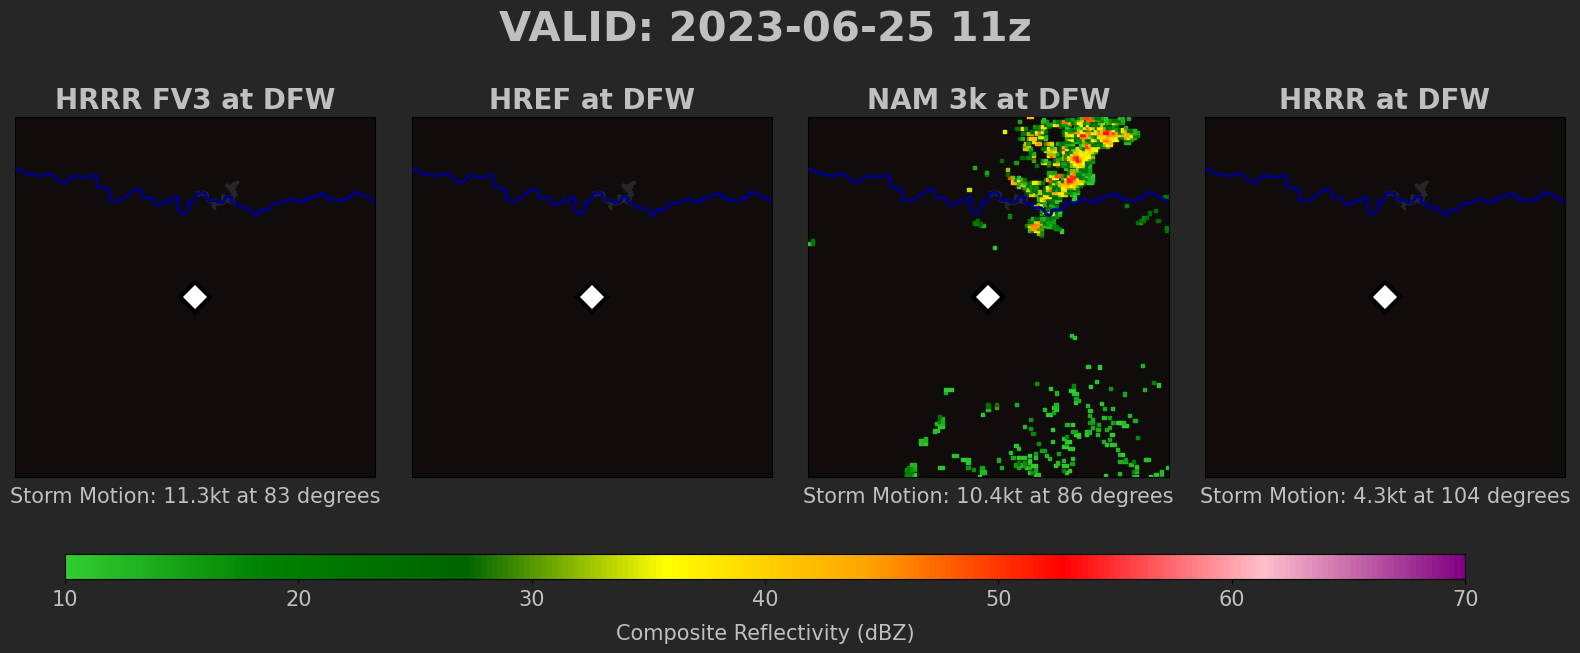 VALID: 2023-06-25 11z
HRRR FV3 at DFW
HREF at DFW
NAM 3k at DFW
HRRR at DFW
Storm Motion: 11.3kt at 83 degrees
Storm Motion: 10.4kt at 86 degrees
Storm Motion: 4.3kt at 104 degrees
10 20 30 40 50 60 70
Composite Reflectivity (dBZ)